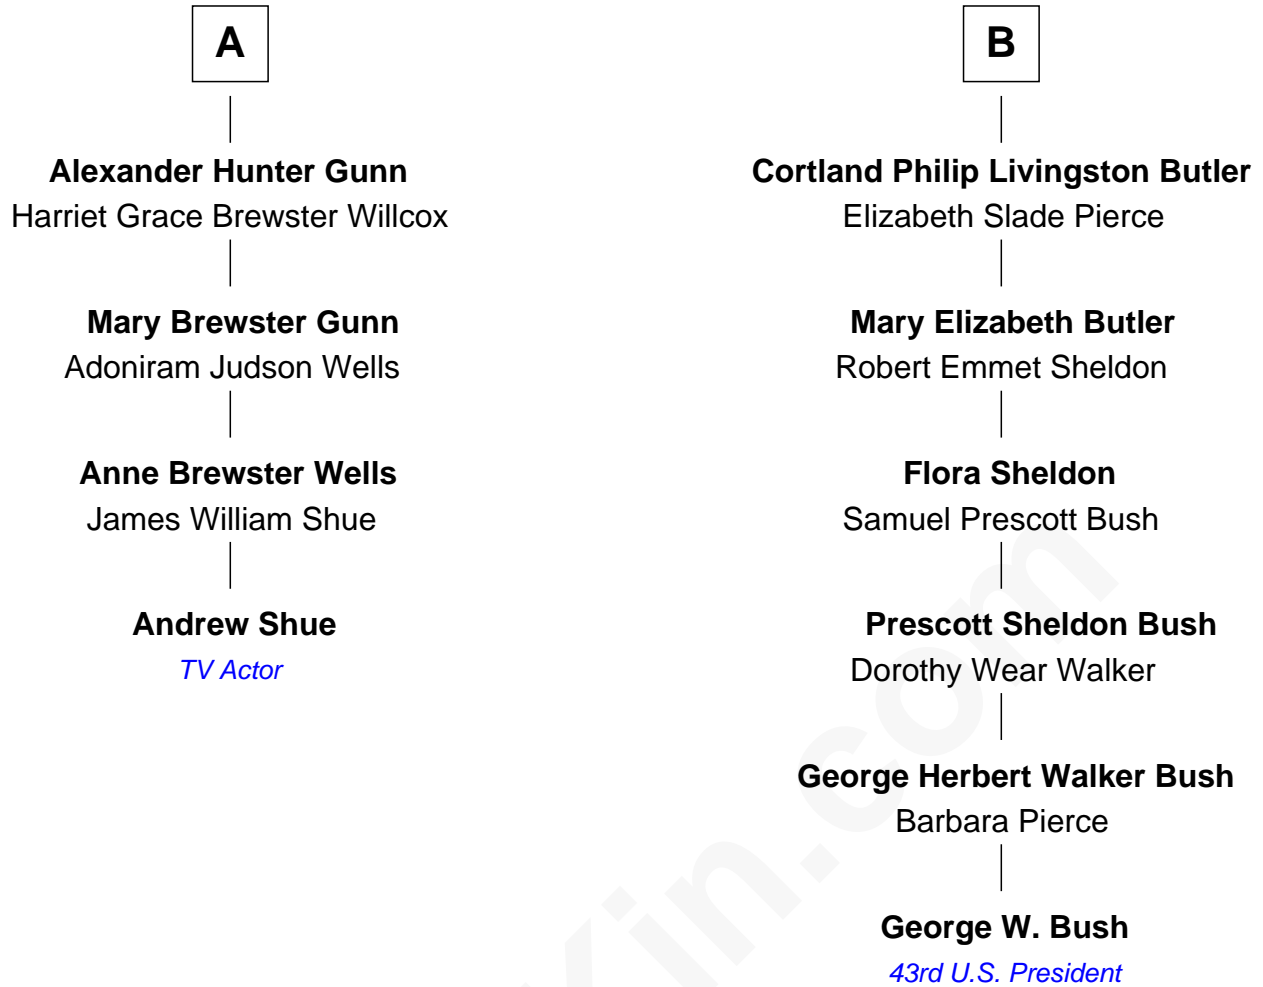 A
Alexander Hunter Gunn
Harriet Grace Brewster Willcox
Mary Brewster Gunn
Adoniram Judson Wells
Anne Brewster Wells
James William Shue
Andrew Shue
TV Actor
B
Cortland Philip Livingston Butler
Elizabeth Slade Pierce
Mary Elizabeth Butler
Robert Emmet Sheldon
Flora Sheldon
Samuel Prescott Bush
Prescott Sheldon Bush
Dorothy Wear Walker
George Herbert Walker Bush
Barbara Pierce
George W. Bush
43rd U.S. President
Kin.com